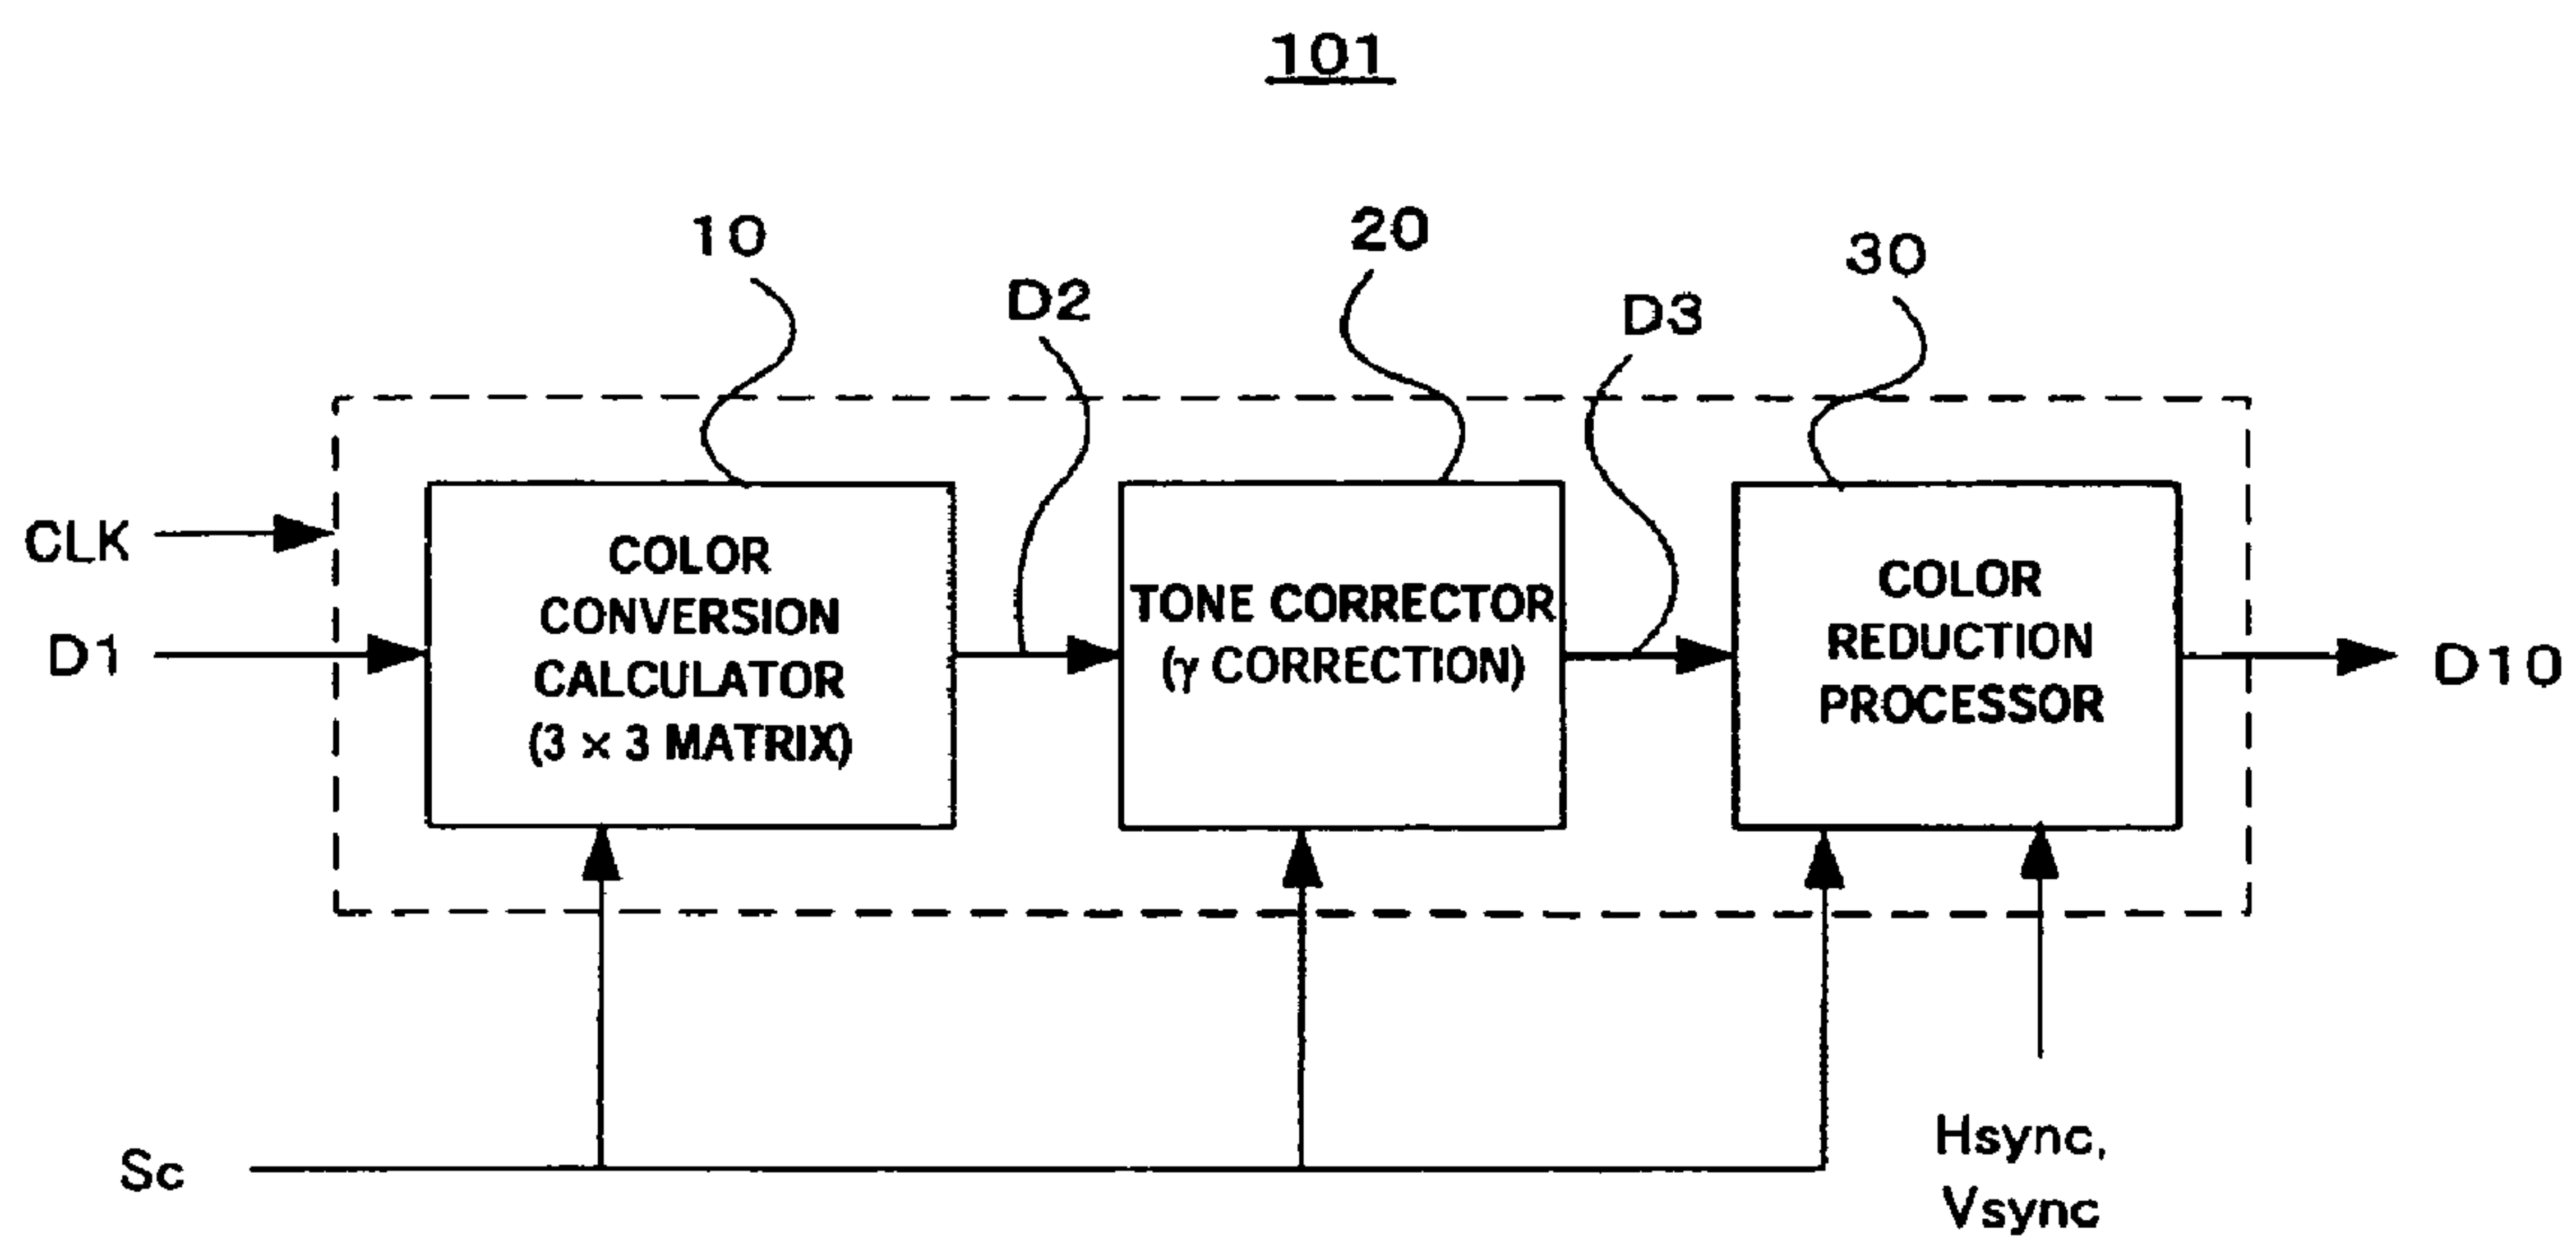 101
10
20
30
D2
D3
CLK
D1
COLOR
CONVERSION
CALCULATOR
(3 × 3 MATRIX)
TONE CORRECTOR
(γ CORRECTION)
COLOR
REDUCTION
PROCESSOR
D10
Sc
Hsync,
Vsync